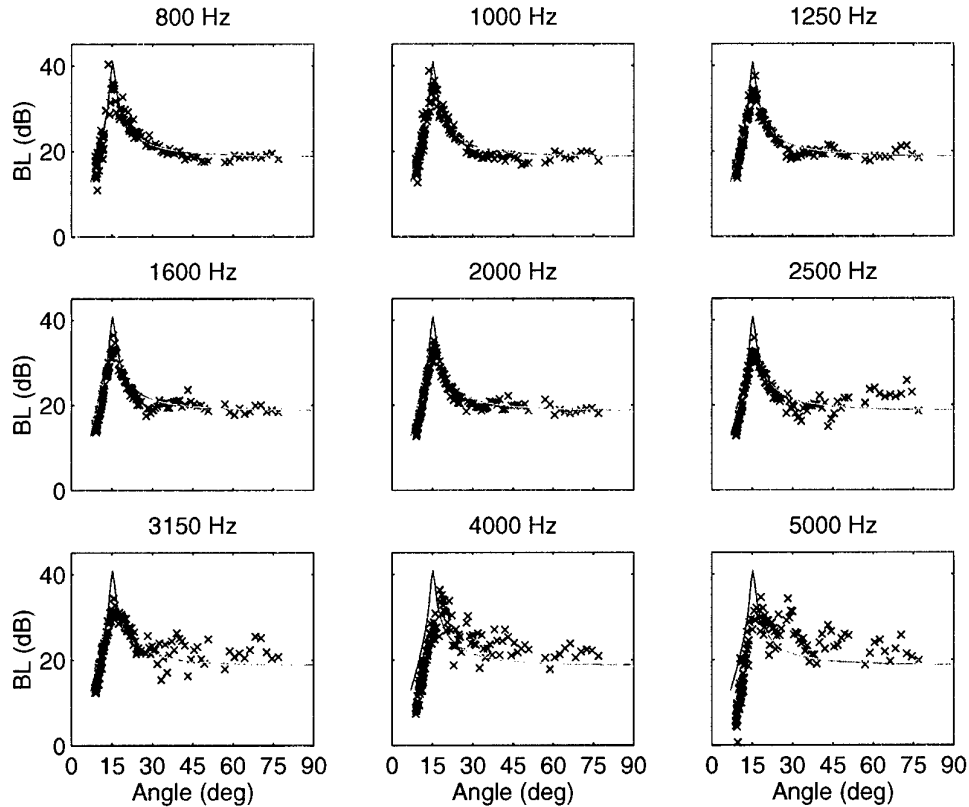 800 Hz
1000 Hz
1250 Hz
BL (dB)
40
20
0
1600 Hz
2000 Hz
2500 Hz
BL (dB)
40
20
0
3150 Hz
4000 Hz
5000 Hz
BL (dB)
40
20
0
0 15 30 45 60 75 90
0 15 30 45 60 75 90
0 15 30 45 60 75 90
Angle (deg)
Angle (deg)
Angle (deg)